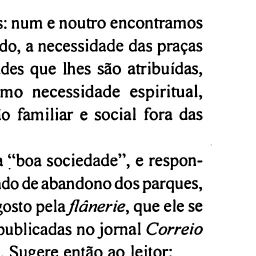 s: num e noutro encontramos
do, a necessidade das praças
des que lhes são atribuídas,
mo necessidade espiritual,
o familiar e social fora das
a “boa sociedade”, e respon-
do de abandono dos parques,
gosto pela flânerie, que ele se
publicadas no jornal Correio
. Sugere então ao leitor: